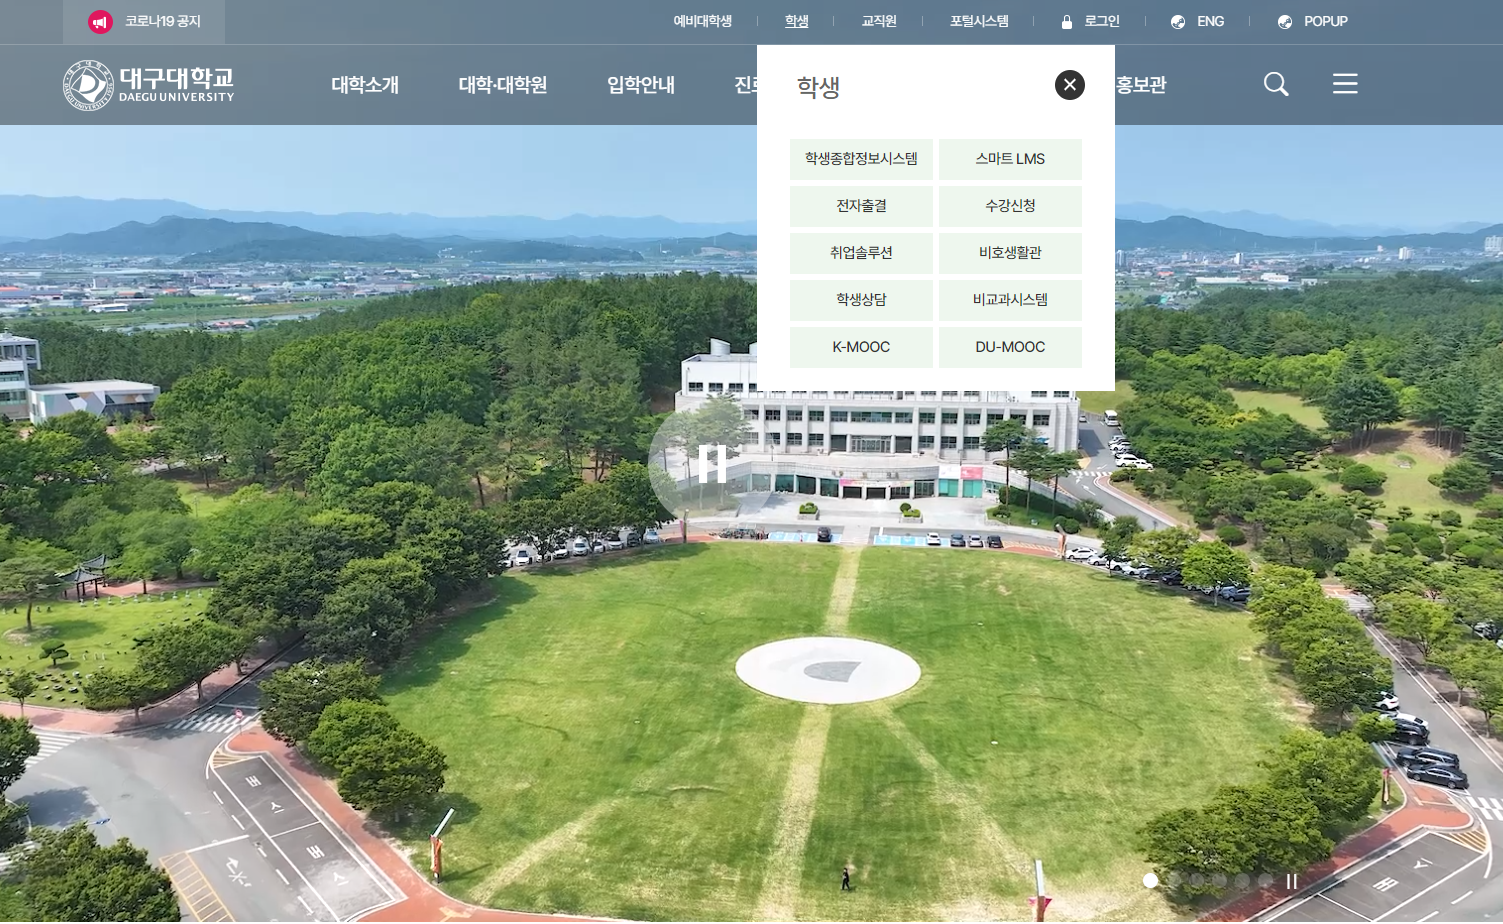 코로나19 공지
예비대학생
학생
교직원
포털시스템
로그인
ENG
POPUP
대구대학교
DAEGU UNIVERSITY
대학소개
대학·대학원
입학안내
홍보관
학생
학생종합정보시스템
스마트 LMS
전자출결
수강신청
취업솔루션
비호생활관
학생상담
비교과시스템
K-MOOC
DU-MOOC
버스
버스